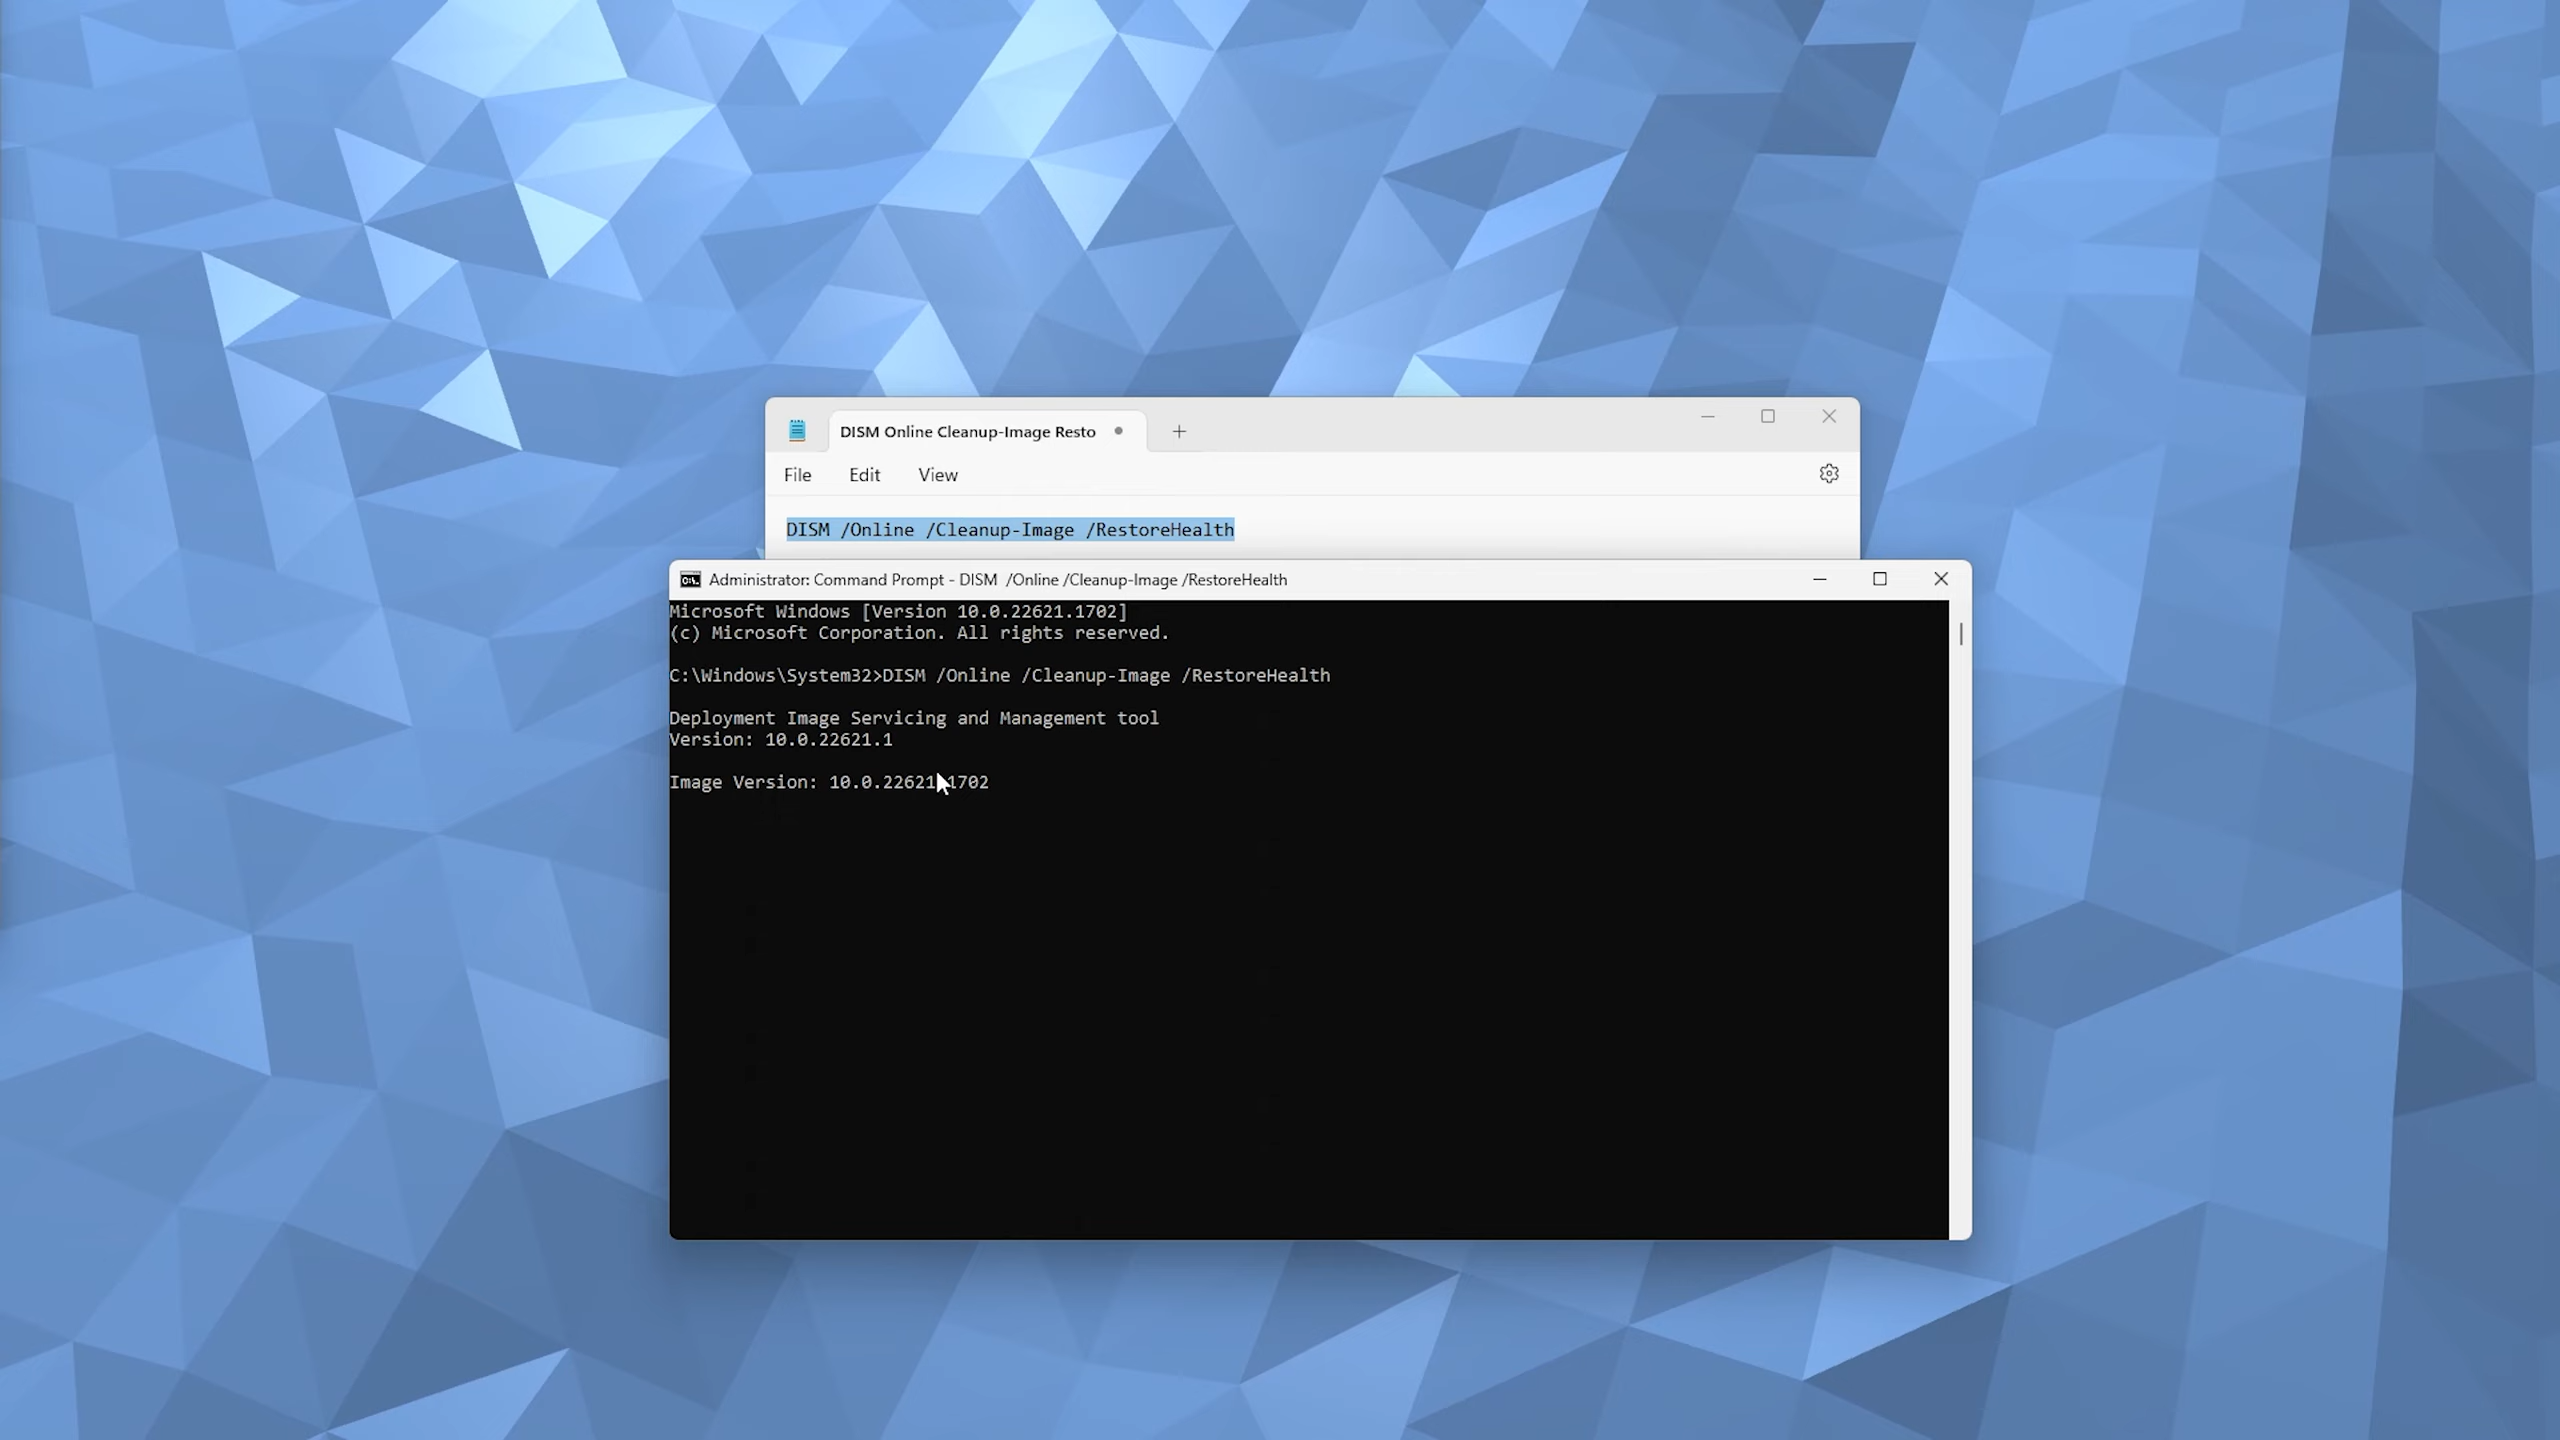 DISM Online Cleanup-Image Resto
File Edit View
DISM /Online /Cleanup-Image /RestoreHealth
Administrator: Command Prompt - DISM  /Online /Cleanup-Image /RestoreHealth
Microsoft Windows [Version 10.0.22621.1702]
(c) Microsoft Corporation. All rights reserved.
C:\Windows\System32>DISM /Online /Cleanup-Image /RestoreHealth
Deployment Image Servicing and Management tool
Version: 10.0.22621.1
Image Version: 10.0.22621.1702